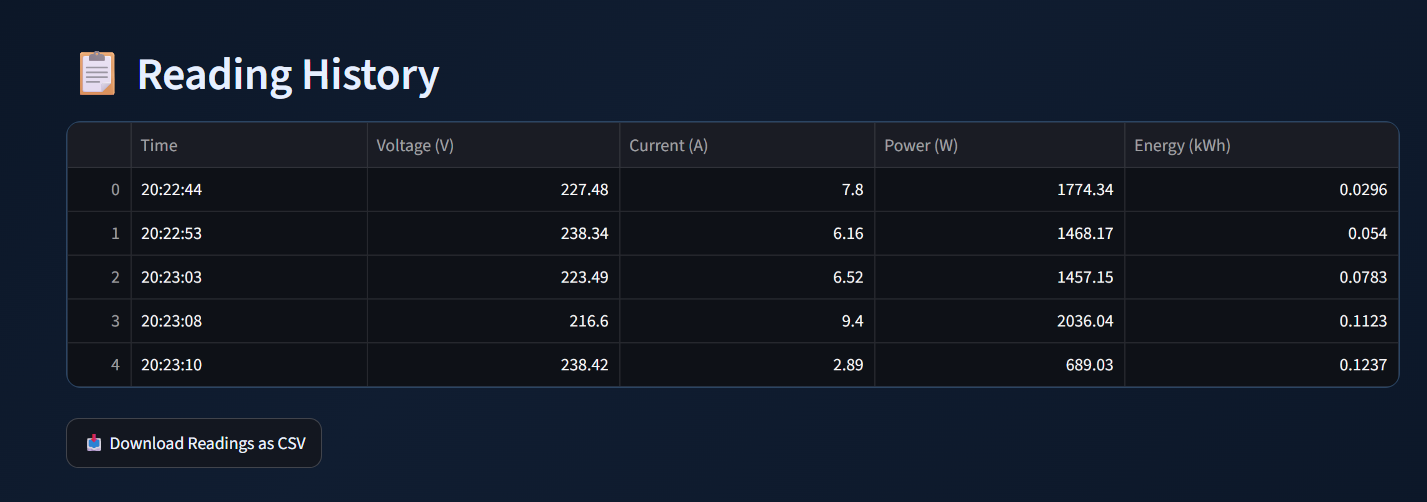 Reading History
Time Voltage (V) Current (A) Power (W) Energy (kWh)
0 20:22:44 227.48 7.8 1774.34 0.0296
1 20:22:53 238.34 6.16 1468.17 0.054
2 20:23:03 223.49 6.52 1457.15 0.0783
3 20:23:08 216.6 9.4 2036.04 0.1123
4 20:23:10 238.42 2.89 689.03 0.1237
Download Readings as CSV